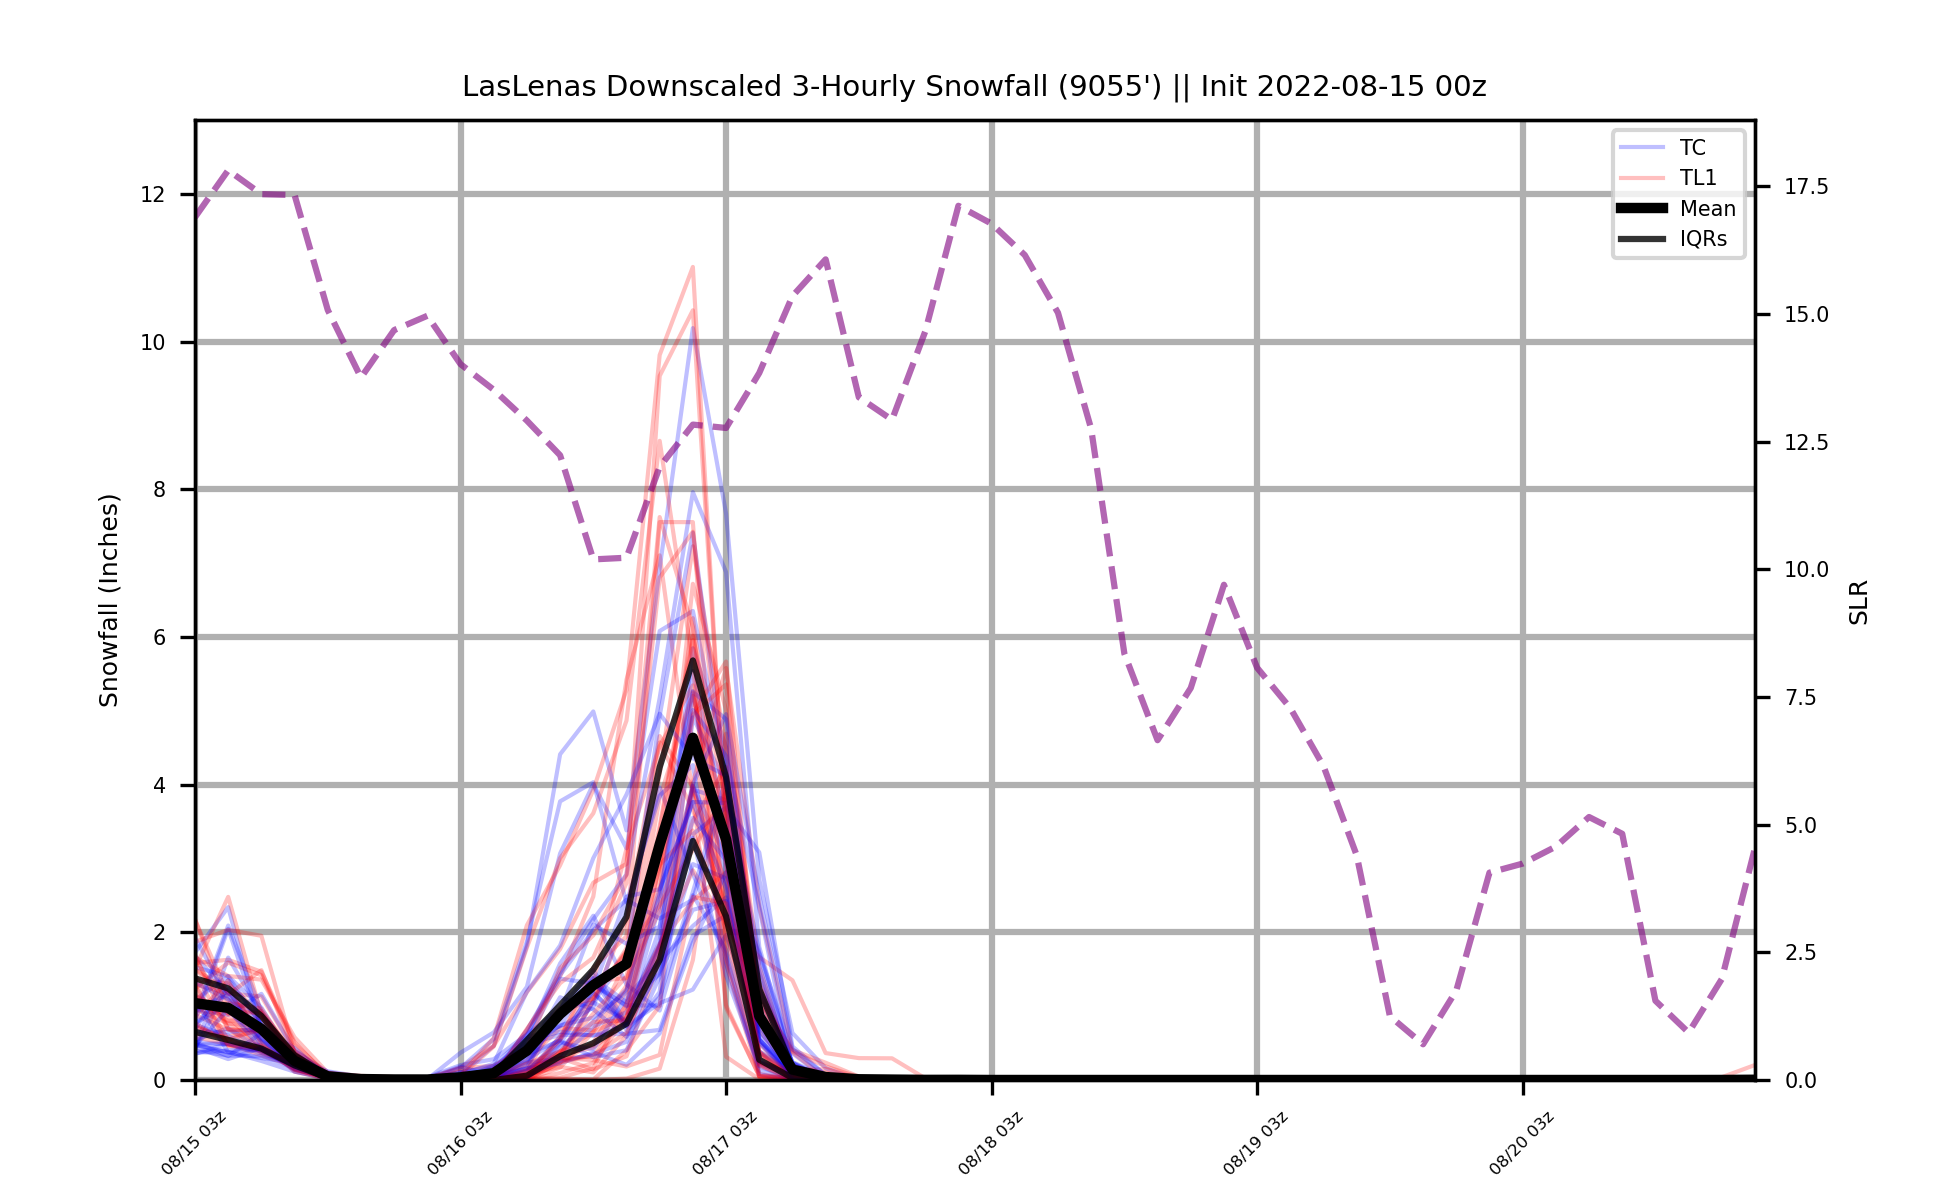 LasLenas Downscaled 3-Hourly Snowfall (9055') || Init 2022-08-15 00z
TC
TL1
Mean
IQRs
12
10
8
6
4
2
0
Snowfall (Inches)
17.5
15.0
12.5
10.0
7.5
5.0
2.5
0.0
SLR
08/15 03z
08/16 03z
08/17 03z
08/18 03z
08/19 03z
08/20 03z